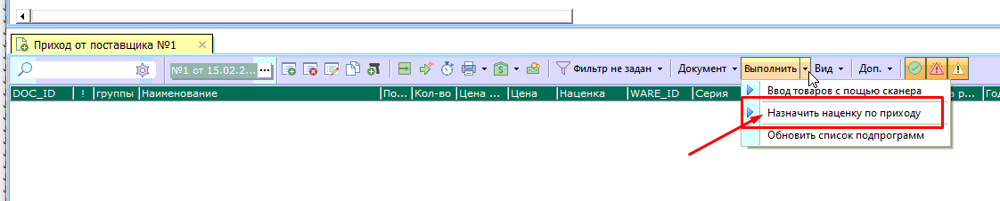 Приход от поставщика №1
№1 от 15.02.2... ... Фильтр не задан Документ Выполнить Вид Доп.
DOC_ID ! группы Наименование По... Кол-во Цена ... Цена Наценка WARE_ID Серия а р... Год
Ввод товаров с пощью сканера
Назначить наценку по приходу
Обновить список подпрограмм